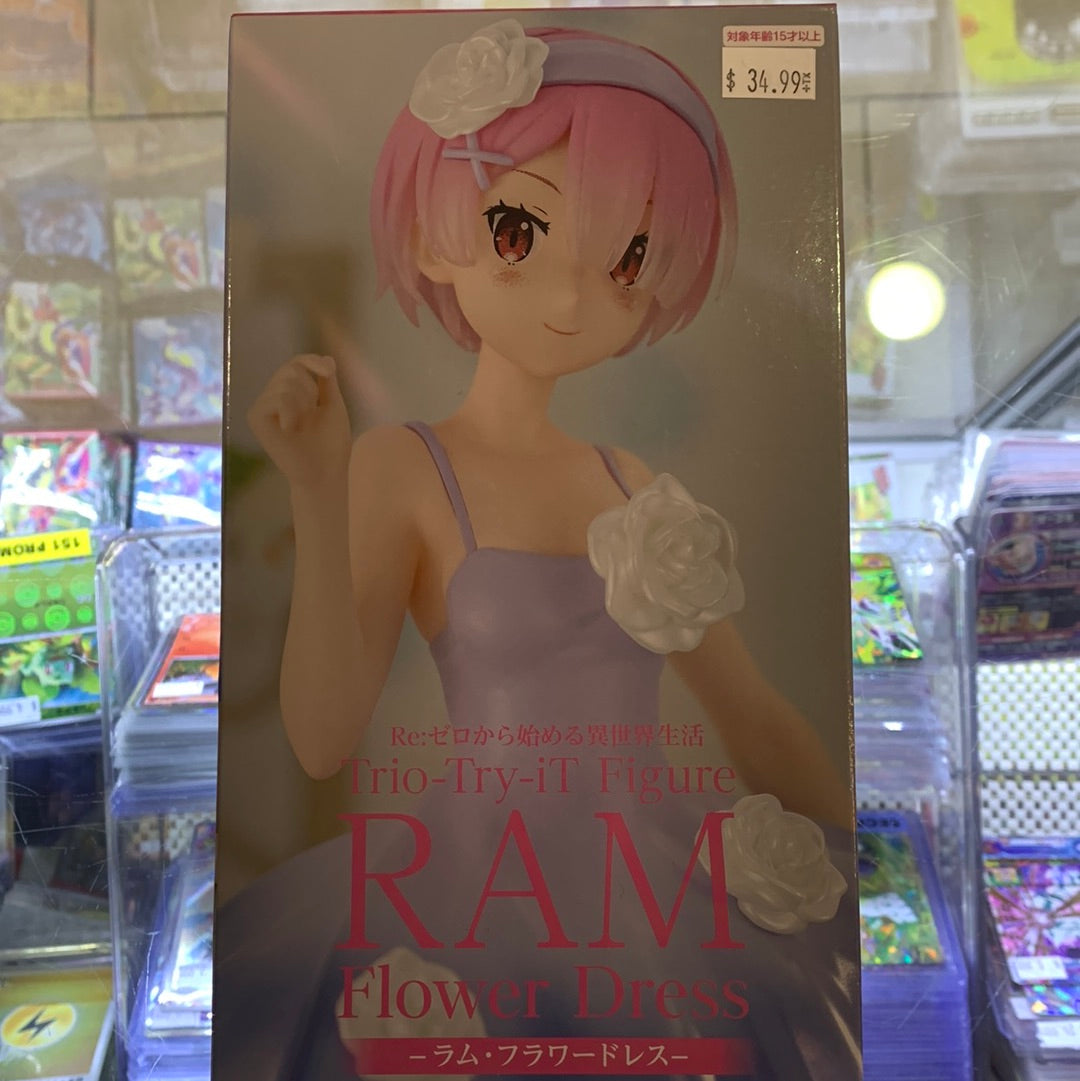 対象年齢15才以上
$ 34.99 +TX
151 PROM
Re:ゼロから始める異世界生活
Trio-Try-iT Figure
RAM
Flower Dress
–ラム・フラワードレス–